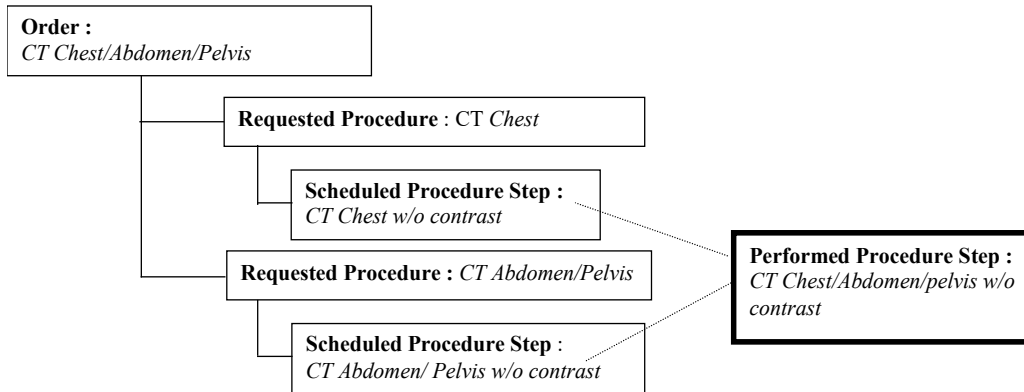 Order :
CT Chest/Abdomen/Pelvis
Requested Procedure : CT Chest
Scheduled Procedure Step :
CT Chest w/o contrast
Requested Procedure : CT Abdomen/Pelvis
Scheduled Procedure Step :
CT Abdomen/ Pelvis w/o contrast
Performed Procedure Step :
CT Chest/Abdomen/pelvis w/o
contrast